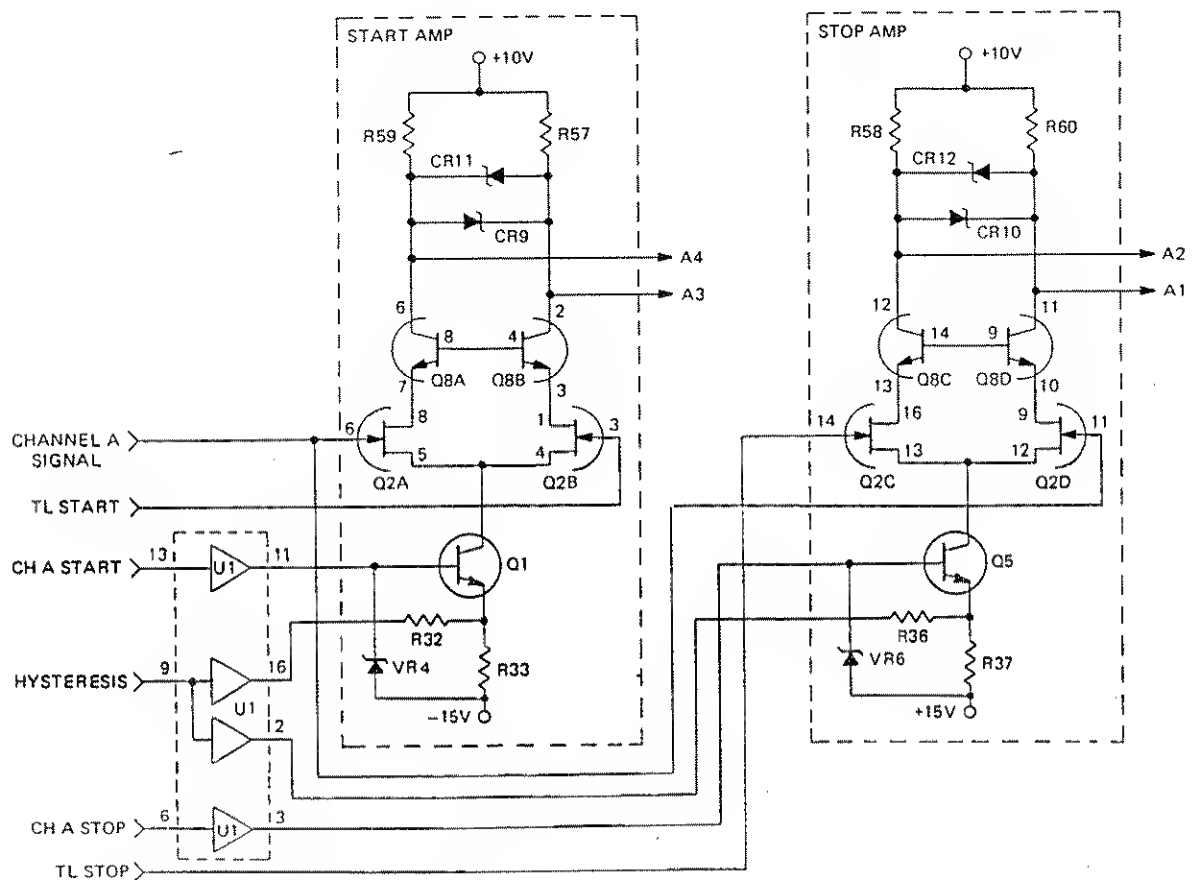 START AMP
STOP AMP
+10V
+10V
R59
R57
R58
R60
CR11
CR12
CR9
CR10
A4
A2
A3
A1
6
2
12
11
8
4
14
9
Q8A
Q8B
Q8C
Q8D
7
3
13
10
8
1
16
9
CHANNEL A
SIGNAL
6
3
14
11
5
4
13
12
Q2A
Q2B
Q2C
Q2D
TL START
CH A START
13
U1
11
Q1
Q5
R32
R36
HYSTERESIS
9
16
U1
2
VR4
R33
VR6
R37
-15V
+15V
CH A STOP
6
U1
3
TL STOP